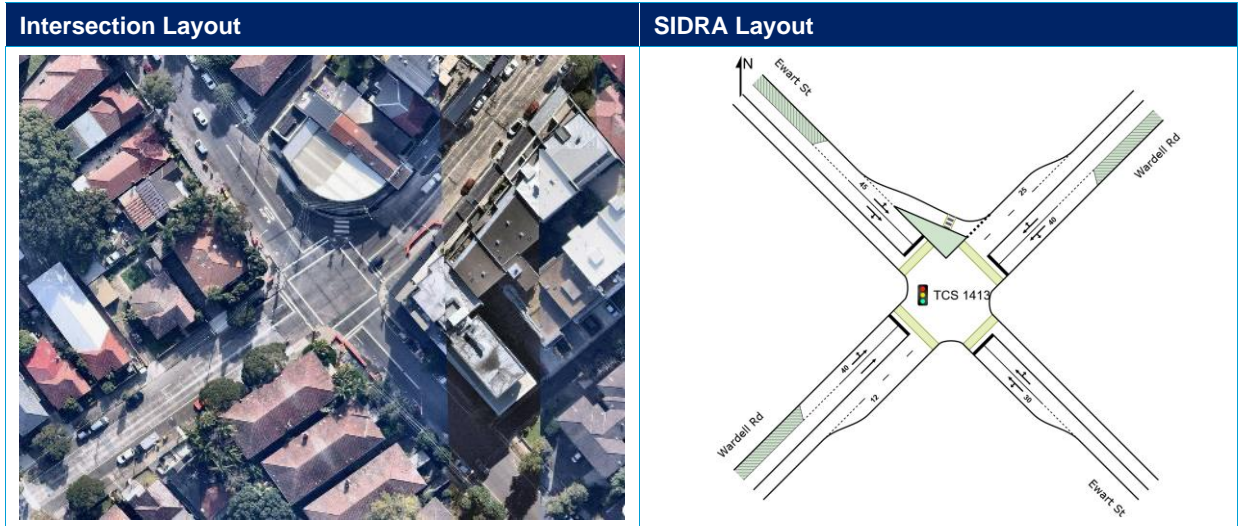 Intersection Layout
SIDRA Layout
N
Ewart St
Wardell Rd
45
25
40
TCS 1413
40
12
30
Wardell Rd
Ewart St